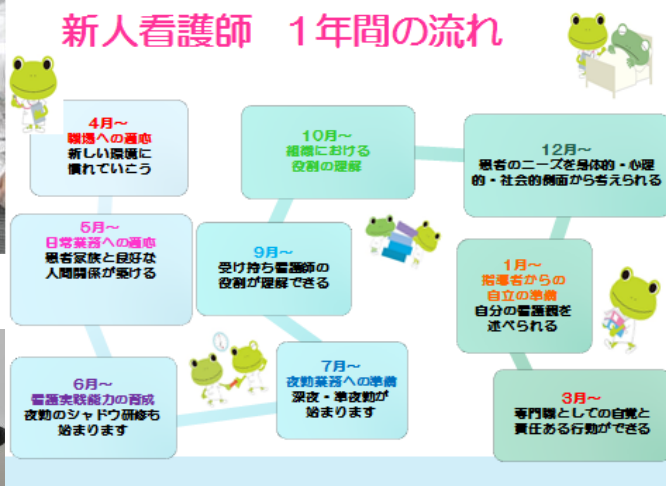 新人看護師　１年間の流れ
4月～
職場への適応
新しい環境に
慣れていこう
5月～
日常業務への適応
患者家族と良好な
人間関係が築ける
6月～
看護実践能力の育成
夜勤のシャドウ研修も
始まります
7月～
夜勤業務への準備
深夜・準夜勤が
始まります
9月～
受け持ち看護師の
役割が理解できる
10月～
組織における
役割の理解
12月～
患者のニーズを身体的・心理
的・社会的側面から考えられる
1月～
指導者からの
自立の準備
自分の看護観を
述べられる
3月～
専門職としての自覚と
責任ある行動ができる